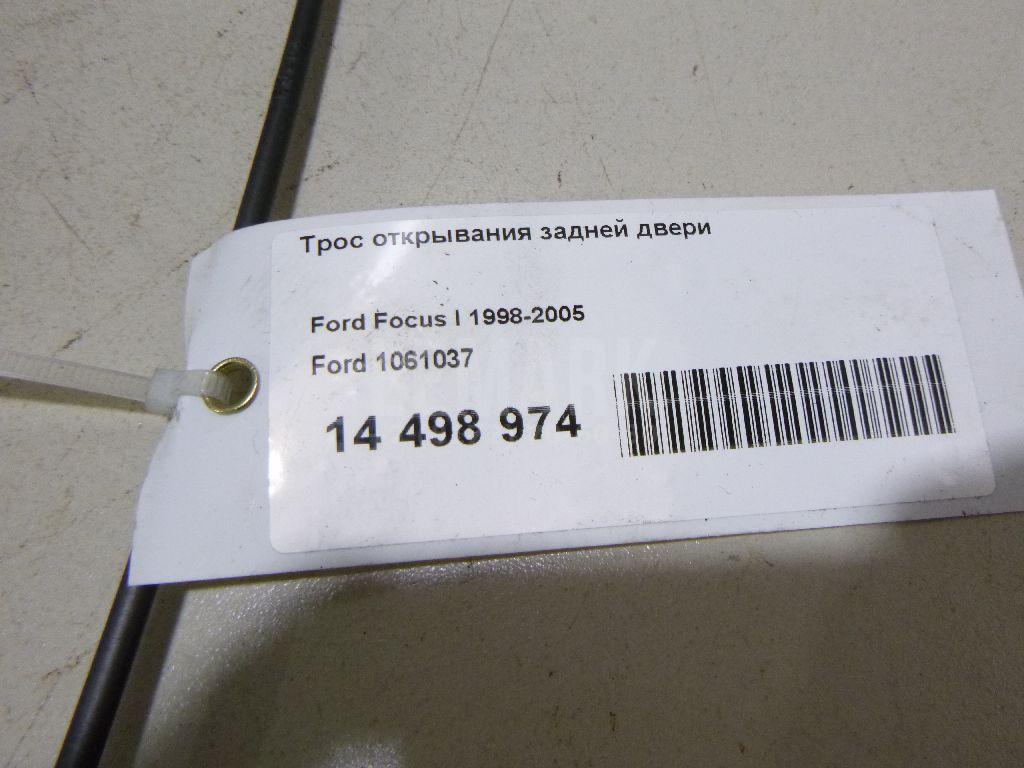 Трос открывания задней двери
Ford Focus I 1998-2005
Ford 1061037
14 498 974